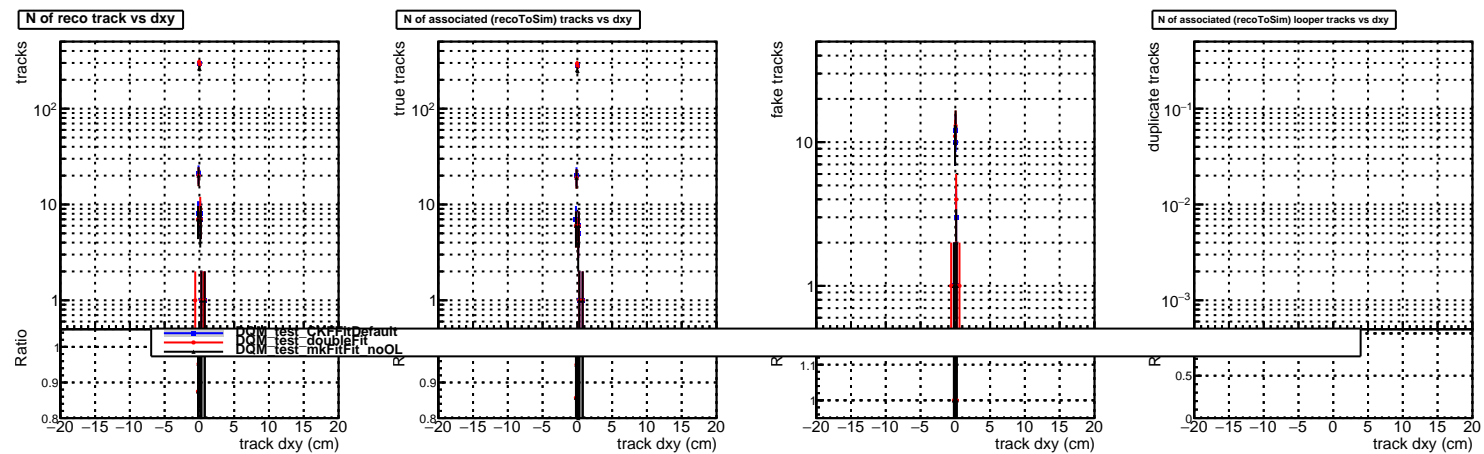 N of reco track vs dxy
N of associated (recoToSim) tracks vs dxy
N of associated (recoToSim) looper tracks vs dxy
tracks
10²
10
1
Ratio
1
0.9
0.8
−20 −15 −10 −5 0 5 10 15 20
track dxy (cm)
true tracks
10²
10
1
0.9
0.8
−20 −15 −10 −5 0 5 10 15 20
track dxy (cm)
fake tracks
10
1
1.1
1
−20 −15 −10 −5 0 5 10 15 20
track dxy (cm)
duplicate tracks
10⁻¹
10⁻²
10⁻³
0.5
0
−20 −15 −10 −5 0 5 10 15 20
track dxy (cm)
DQM_test_CKFFitDefault
DQM_test_doubleFit
DQM_test_mkFitFit_noOL